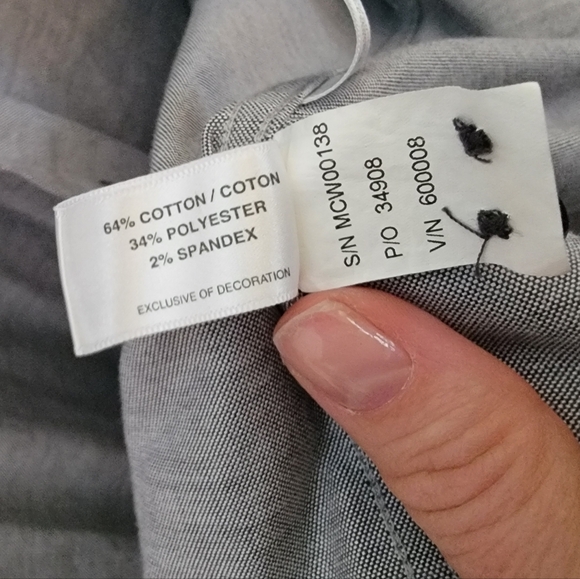 64% COTTON / COTON
34% POLYESTER
2% SPANDEX
EXCLUSIVE OF DECORATION
S/N MCW00138
P/O 34908
V/N 600008